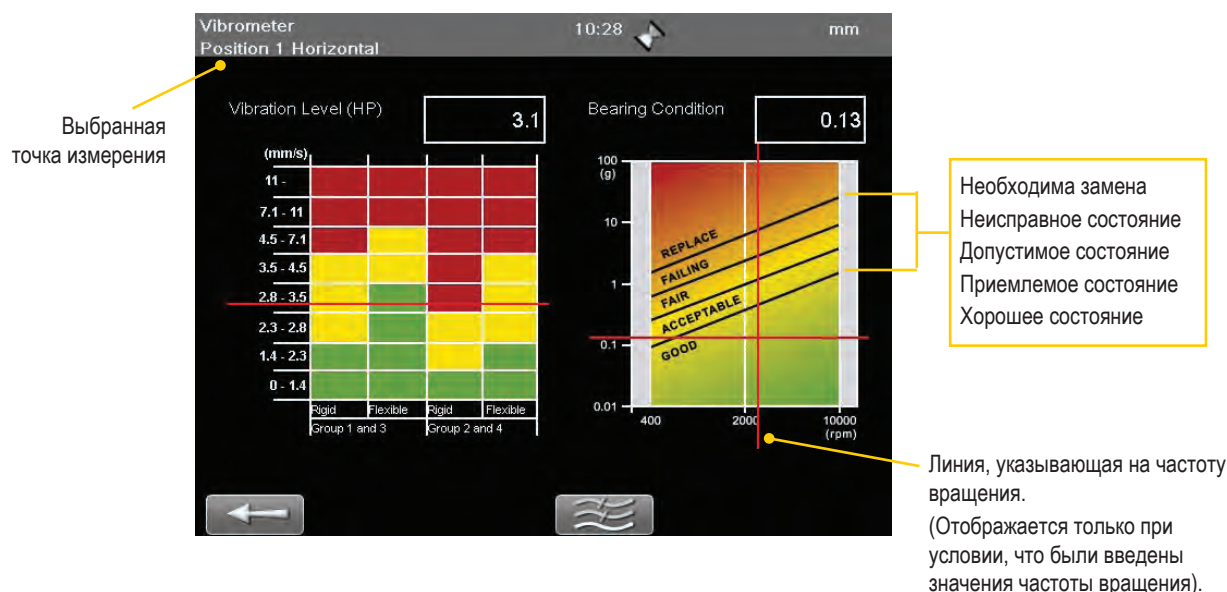 Vibrometer
Position 1 Horizontal
10:28
mm
Выбранная
точка измерения
Vibration Level (HP)
3.1
(mm/s)
11 -
7.1 - 11
4.5 - 7.1
3.5 - 4.5
2.8 - 3.5
2.3 - 2.8
1.4 - 2.3
0 - 1.4
Rigid Flexible Rigid Flexible
Group 1 and 3 Group 2 and 4
Bearing Condition
0.13
100
(g)
10
1
0.1
0.01
REPLACE
FAILING
FAIR
ACCEPTABLE
GOOD
400 2000 10000
(rpm)
Необходима замена
Неисправное состояние
Допустимое состояние
Приемлемое состояние
Хорошее состояние
Линия, указывающая на частоту
вращения.
(Отображается только при
условии, что были введены
значения частоты вращения).